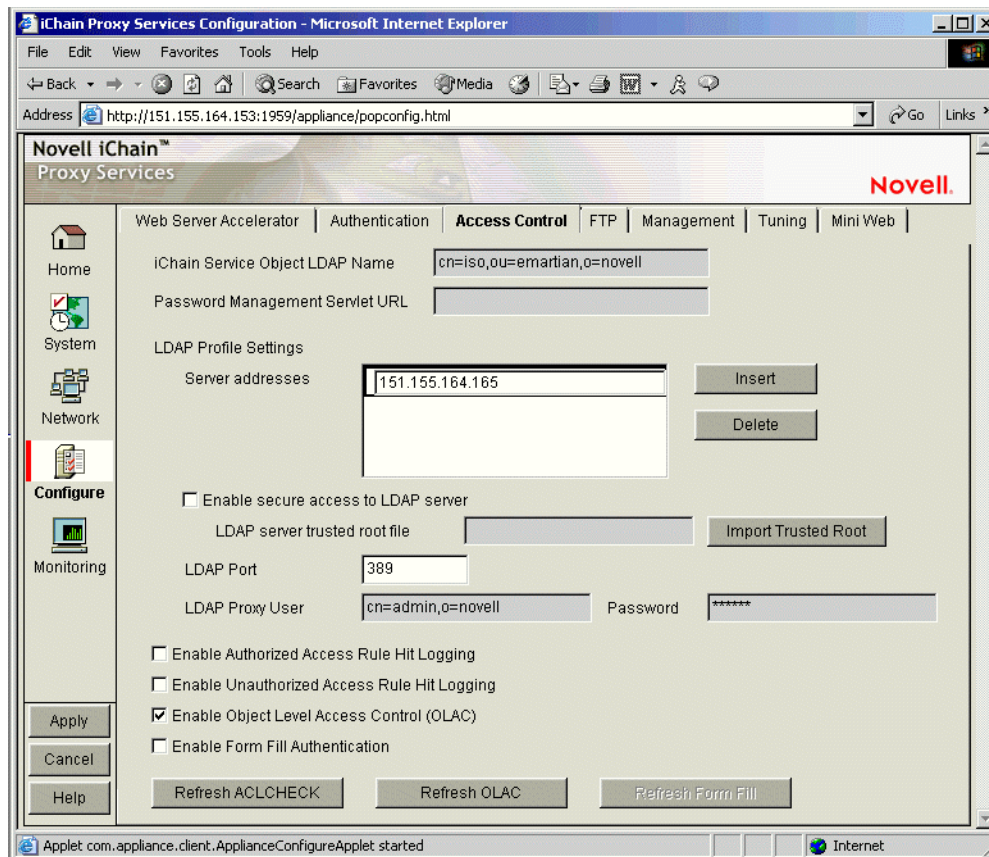 iChain Proxy Services Configuration - Microsoft Internet Explorer
File Edit View Favorites Tools Help
Back Search Favorites Media
Address http://151.155.164.153:1959/appliance/popconfig.html Go Links
Novell iChain™
Proxy Services
Novell.
Web Server Accelerator Authentication Access Control FTP Management Tuning Mini Web
Home
System
Network
Configure
Monitoring
iChain Service Object LDAP Name cn=iso,ou=emartian,o=novell
Password Management Servlet URL
LDAP Profile Settings
Server addresses 151.155.164.165 Insert
Delete
Enable secure access to LDAP server
LDAP server trusted root file Import Trusted Root
LDAP Port 389
LDAP Proxy User cn=admin,o=novell Password ******
Enable Authorized Access Rule Hit Logging
Enable Unauthorized Access Rule Hit Logging
Enable Object Level Access Control (OLAC)
Enable Form Fill Authentication
Refresh ACLCHECK Refresh OLAC Refresh Form Fill
Apply
Cancel
Help
Applet com.appliance.client.ApplianceConfigureApplet started Internet